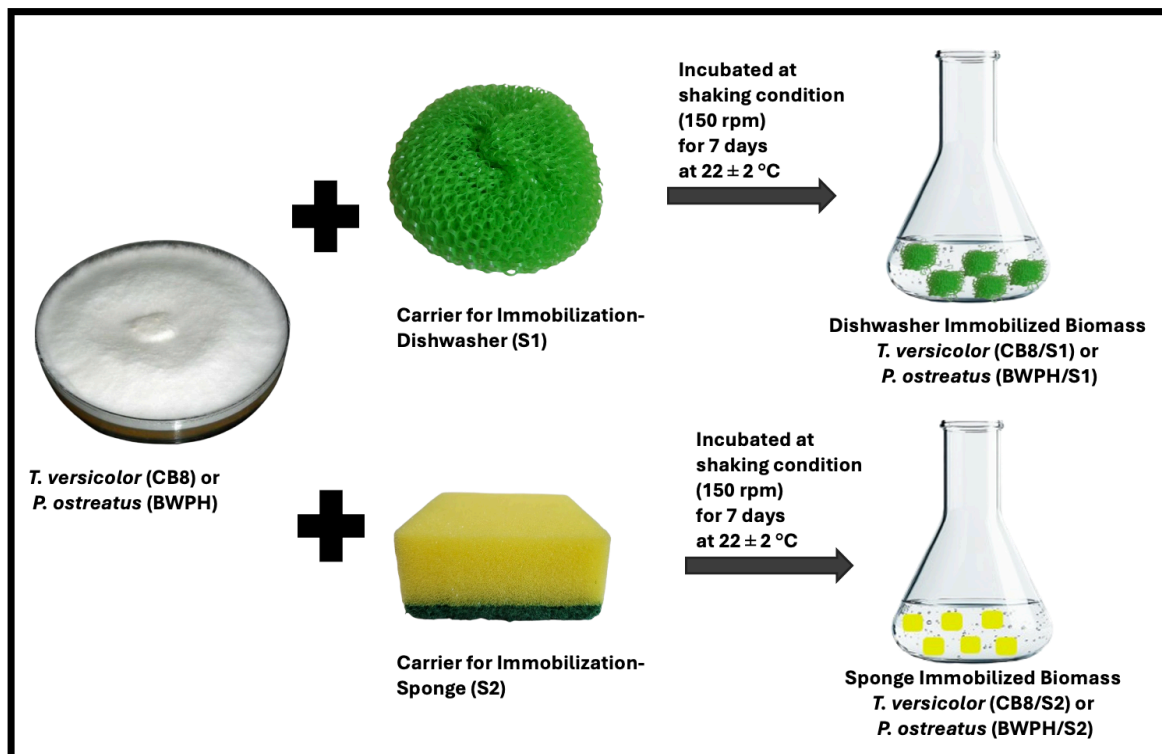 T. versicolor (CB8) or
P. ostreatus (BWPH)
Carrier for Immobilization-
Dishwasher (S1)
Incubated at
shaking condition
(150 rpm)
for 7 days
at 22 ± 2 °C
Dishwasher Immobilized Biomass
T. versicolor (CB8/S1) or
P. ostreatus (BWPH/S1)
Carrier for Immobilization-
Sponge (S2)
Incubated at
shaking condition
(150 rpm)
for 7 days
at 22 ± 2 °C
Sponge Immobilized Biomass
T. versicolor (CB8/S2) or
P. ostreatus (BWPH/S2)